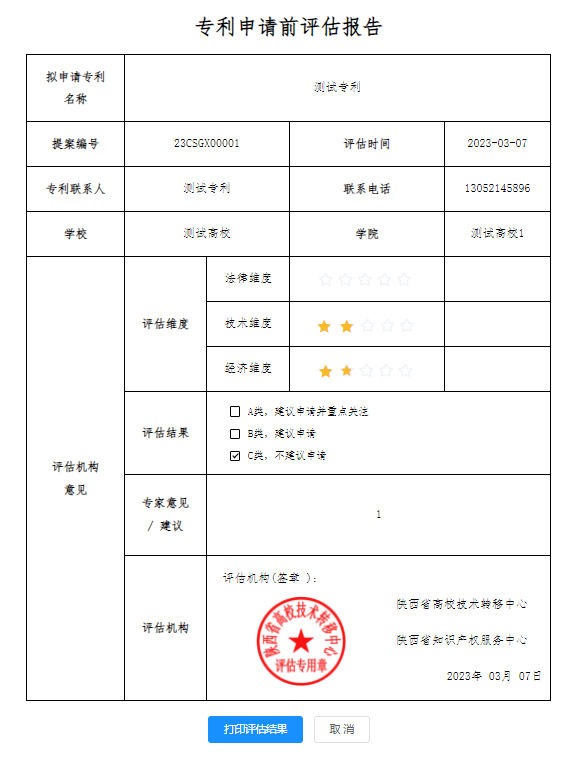 专利申请前评估报告
拟申请专利
名称
测试专利
提案编号
23CSGX00001
评估时间
2023-03-07
专利联系人
测试专利
联系电话
13052145896
学校
测试高校
学院
测试高校1
评估机构
意见
评估维度
法律维度
技术维度
经济维度
评估结果
A类, 建议申请并重点关注
B类, 建议申请
C类, 不建议申请
专家意见
/ 建议
1
评估机构
评估机构(签章 ):
陕西省高校技术转移中心
评估专用章
陕西省高校技术转移中心
陕西省知识产权服务中心
2023年 03月 07日
打印评估结果
取 消